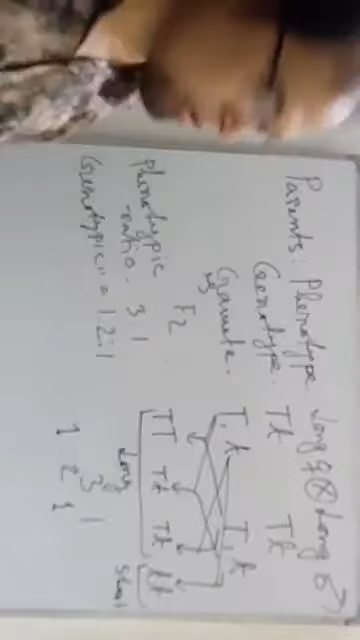 Parents: Phenotype Long ♀ ⊗ Long ♂
Genotype. Tt Tt
Gamete. T. t T t
F2 TT Tt Tt tt
Long
Phenotypic ratio. 3 : 1 3 1
Genotypic " = 1:2:1 1 2 1